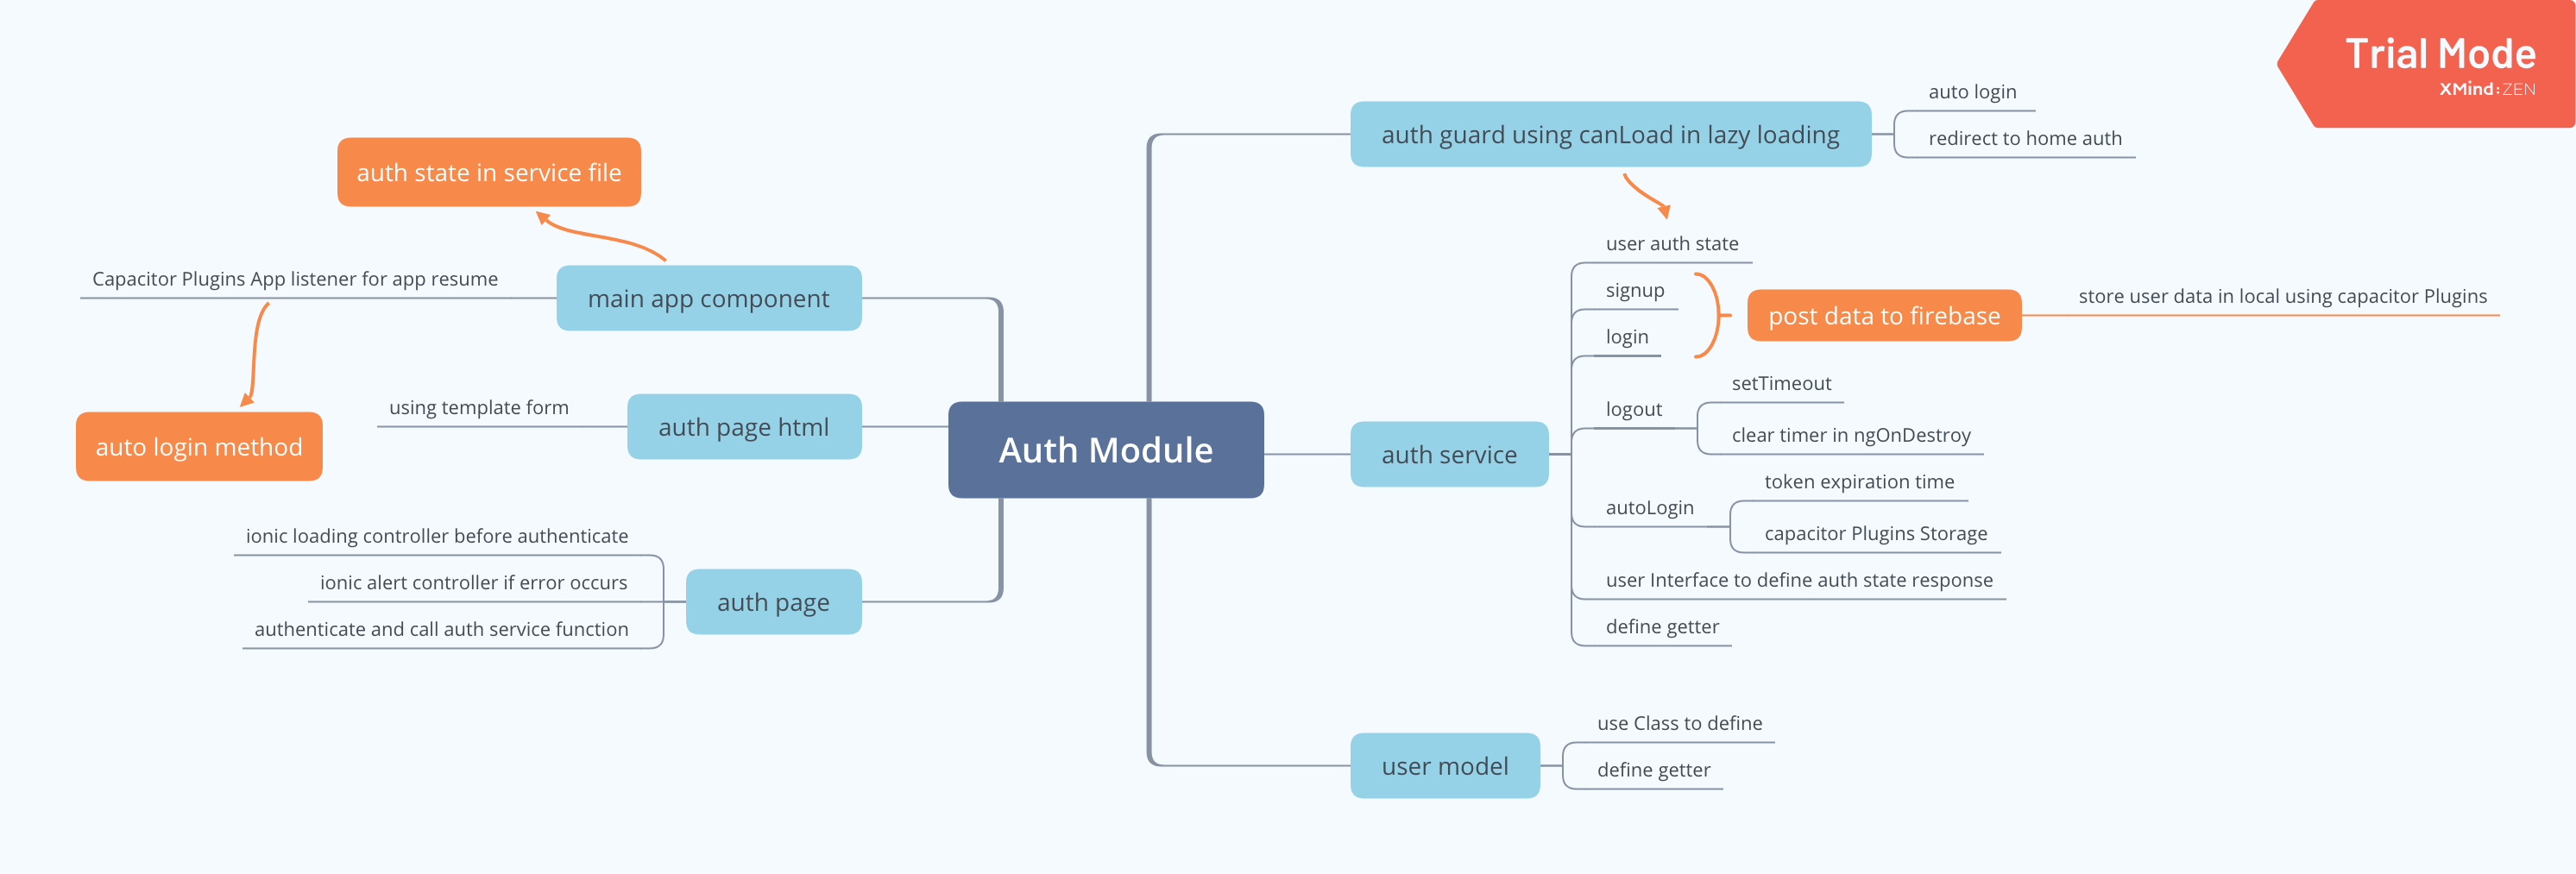 Trial Mode
XMind:ZEN
Auth Module
auth guard using canLoad in lazy loading
auto login
redirect to home auth
auth service
user auth state
signup
login
post data to firebase
store user data in local using capacitor Plugins
logout
setTimeout
clear timer in ngOnDestroy
autoLogin
token expiration time
capacitor Plugins Storage
user Interface to define auth state response
define getter
user model
use Class to define
define getter
auth state in service file
main app component
Capacitor Plugins App listener for app resume
auto login method
auth page html
using template form
auth page
ionic loading controller before authenticate
ionic alert controller if error occurs
authenticate and call auth service function